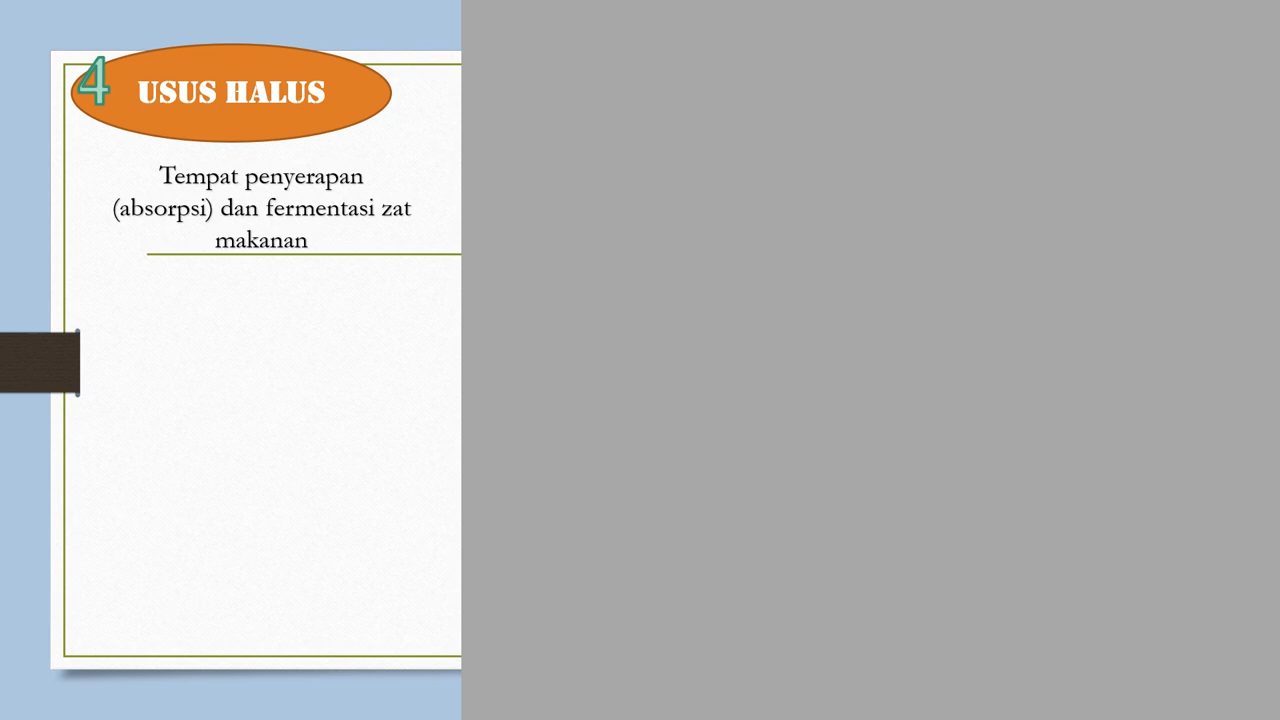 4
USUS HALUS
Tempat penyerapan
(absorpsi) dan fermentasi zat
makanan